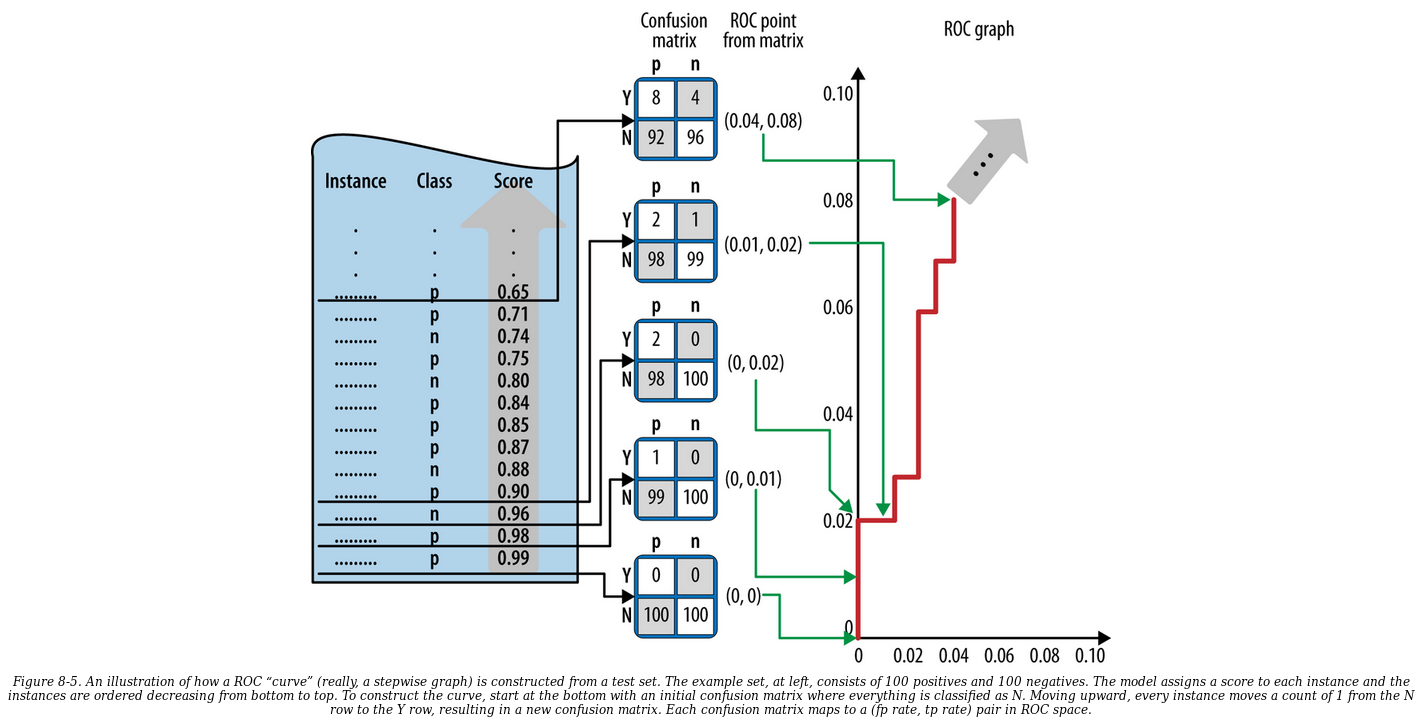 Confusion matrix
ROC point from matrix
ROC graph
Instance Class Score
. . .
. . .
. . .
......... p 0.65
......... p 0.71
......... n 0.74
......... p 0.75
......... n 0.80
......... p 0.84
......... p 0.85
......... p 0.87
......... n 0.88
......... p 0.90
......... n 0.96
......... p 0.98
......... p 0.99
p n
Y 8 4
N 92 96
(0.04, 0.08)
p n
Y 2 1
N 98 99
(0.01, 0.02)
p n
Y 2 0
N 98 100
(0, 0.02)
p n
Y 1 0
N 99 100
(0, 0.01)
p n
Y 0 0
N 100 100
(0, 0)
0.10
0.08
0.06
0.04
0.02
0
...
0 0.02 0.04 0.06 0.08 0.10
Figure 8-5. An illustration of how a ROC “curve” (really, a stepwise graph) is constructed from a test set. The example set, at left, consists of 100 positives and 100 negatives. The model assigns a score to each instance and the
instances are ordered decreasing from bottom to top. To construct the curve, start at the bottom with an initial confusion matrix where everything is classified as N. Moving upward, every instance moves a count of 1 from the N
row to the Y row, resulting in a new confusion matrix. Each confusion matrix maps to a (fp rate, tp rate) pair in ROC space.